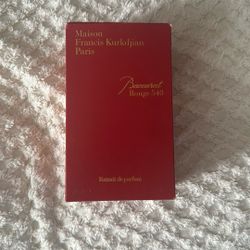 Maison
Francis Kurkdjian
Paris
Baccarat
Rouge 540
Extrait de parfum